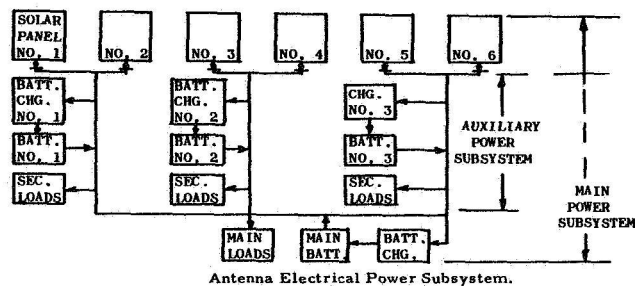 SOLAR
PANEL
NO. 1
NO. 2
NO. 3
NO. 4
NO. 5
NO. 6
BATT.
CHG.
NO. 1
BATT.
NO. 1
SEC.
LOADS
BATT.
CHG.
NO. 2
BATT.
NO. 2
SEC.
LOADS
CHG.
NO. 3
BATT.
NO. 3
SEC.
LOADS
AUXILIARY
POWER
SUBSYSTEM
MAIN
POWER
SUBSYSTEM
MAIN
LOADS
MAIN
BATT.
BATT.
CHG.
Antenna Electrical Power Subsystem.